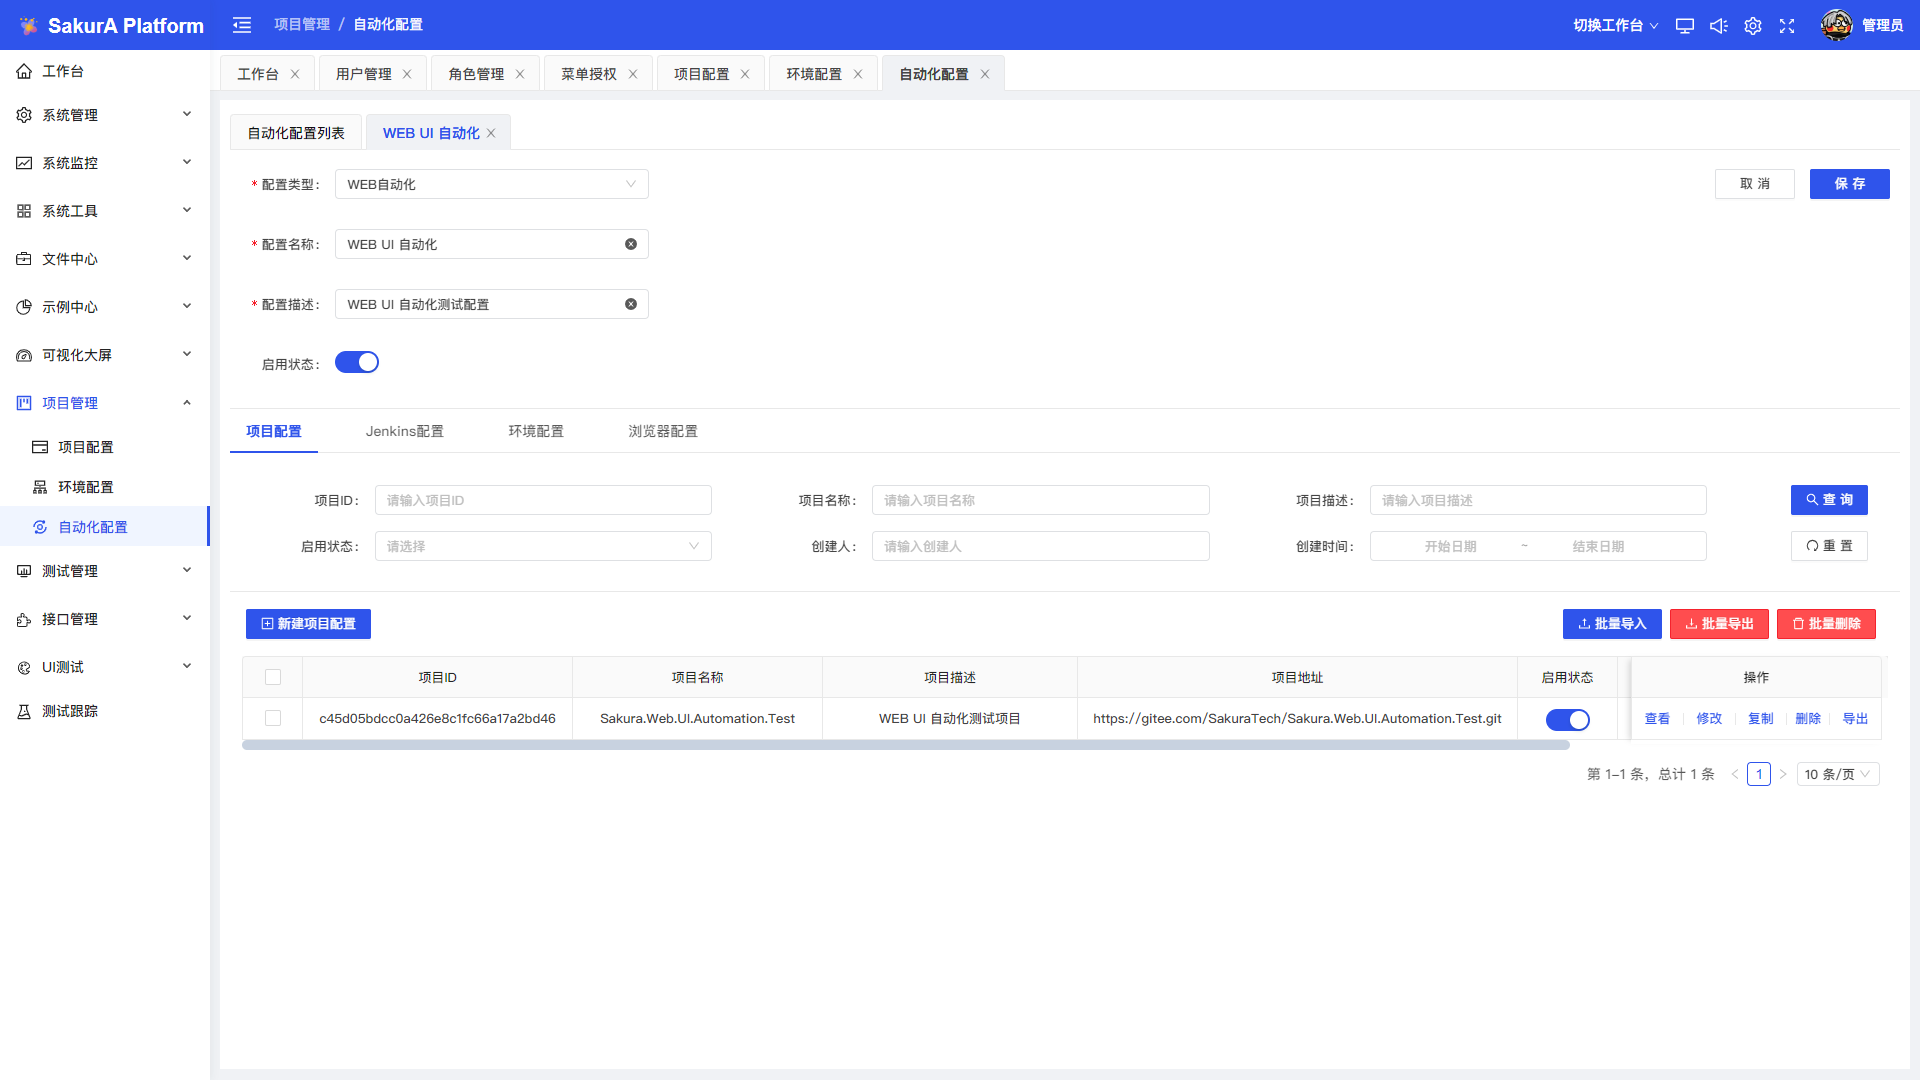 SakurA Platform
项目管理 / 自动化配置
切换工作台
管理员
工作台
系统管理
系统监控
系统工具
文件中心
示例中心
可视化大屏
项目管理
项目配置
环境配置
自动化配置
测试管理
接口管理
UI测试
测试跟踪
工作台 用户管理 角色管理 菜单授权 项目配置 环境配置 自动化配置
自动化配置列表 WEB UI 自动化
* 配置类型: WEB自动化
取 消 保 存
* 配置名称: WEB UI 自动化
* 配置描述: WEB UI 自动化测试配置
启用状态:
项目配置 Jenkins配置 环境配置 浏览器配置
项目ID: 请输入项目ID 项目名称: 请输入项目名称 项目描述: 请输入项目描述 查 询
启用状态: 请选择 创建人: 请输入创建人 创建时间: 开始日期 ~ 结束日期 重 置
新建项目配置 批量导入 批量导出 批量删除
项目ID 项目名称 项目描述 项目地址 启用状态 操作
c45d05bdcc0a426e8c1fc66a17a2bd46 Sakura.Web.UI.Automation.Test WEB UI 自动化测试项目 https://gitee.com/SakuraTech/Sakura.Web.UI.Automation.Test.git 查看 修改 复制 删除 导出
第 1-1 条, 总计 1 条 < 1 > 10 条/页